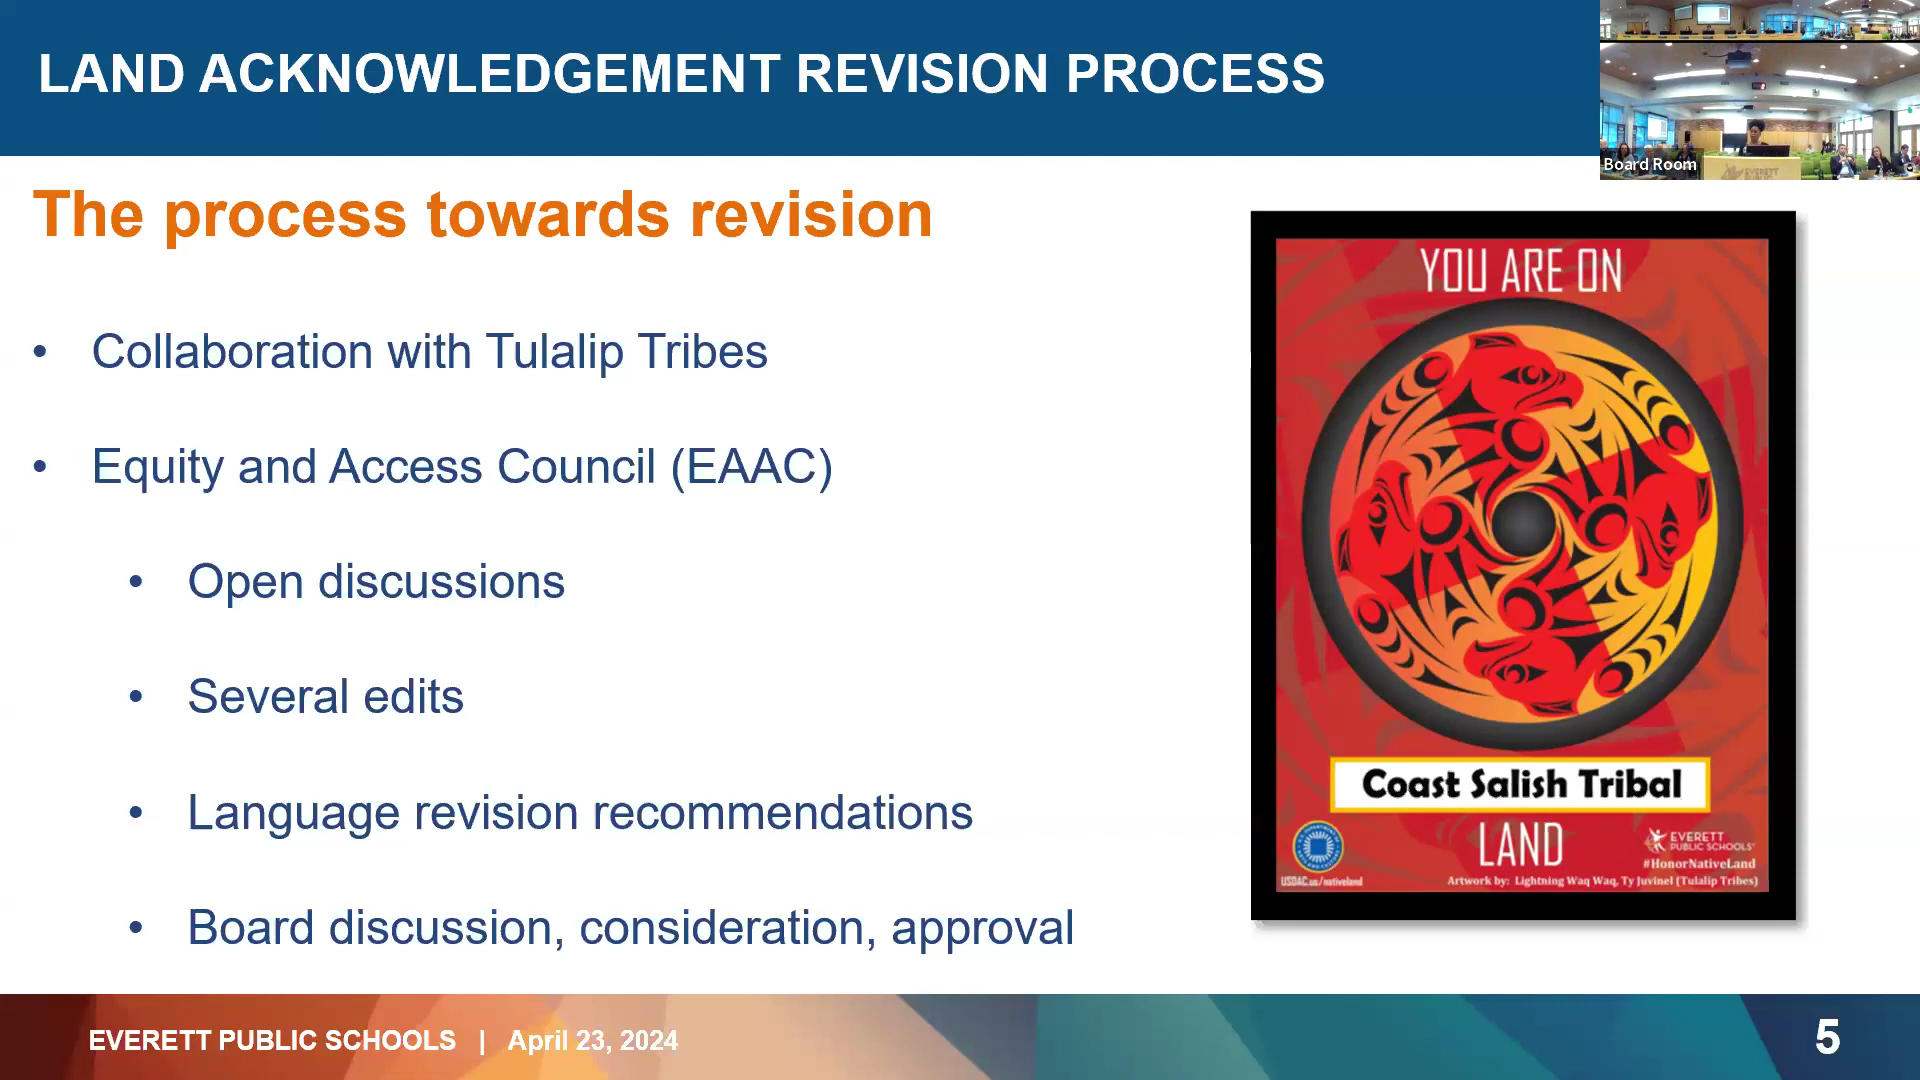 LAND ACKNOWLEDGEMENT REVISION PROCESS
Board Room
The process towards revision
• Collaboration with Tulalip Tribes
• Equity and Access Council (EAAC)
• Open discussions
• Several edits
• Language revision recommendations
• Board discussion, consideration, approval
YOU ARE ON
Coast Salish Tribal
LAND
EVERETT
PUBLIC SCHOOLS
#HonorNativeLand
USDAC.us/nativeland
Artwork by: Lightning Waq Waq, Ty Juvinel (Tulalip Tribes)
EVERETT PUBLIC SCHOOLS | April 23, 2024
5